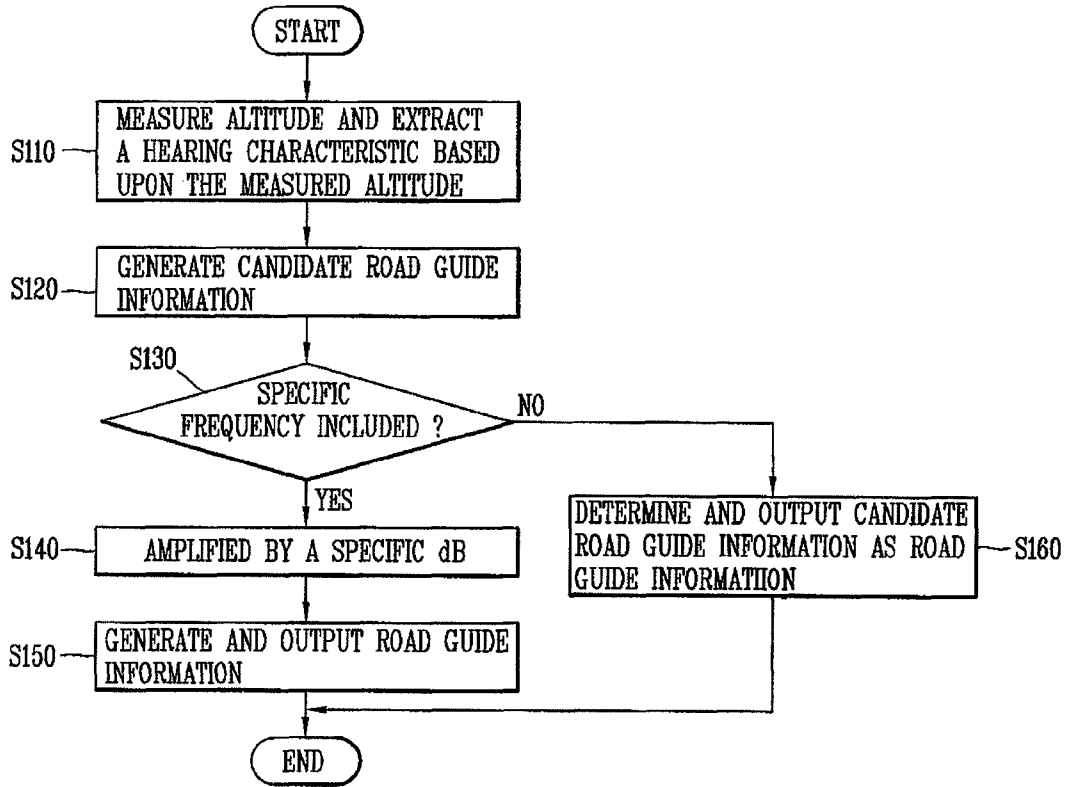 START
S110
MEASURE ALTITUDE AND EXTRACT
A HEARING CHARACTERISTIC BASED
UPON THE MEASURED ALTITUDE
S120
GENERATE CANDIDATE ROAD GUIDE
INFORMATION
S130
SPECIFIC
FREQUENCY INCLUDED ?
NO
YES
S140
AMPLIFIED BY A SPECIFIC dB
DETERMINE AND OUTPUT CANDIDATE
ROAD GUIDE INFORMATION AS ROAD
GUIDE INFORMATIION
S160
S150
GENERATE AND OUTPUT ROAD GUIDE
INFORMATION
END